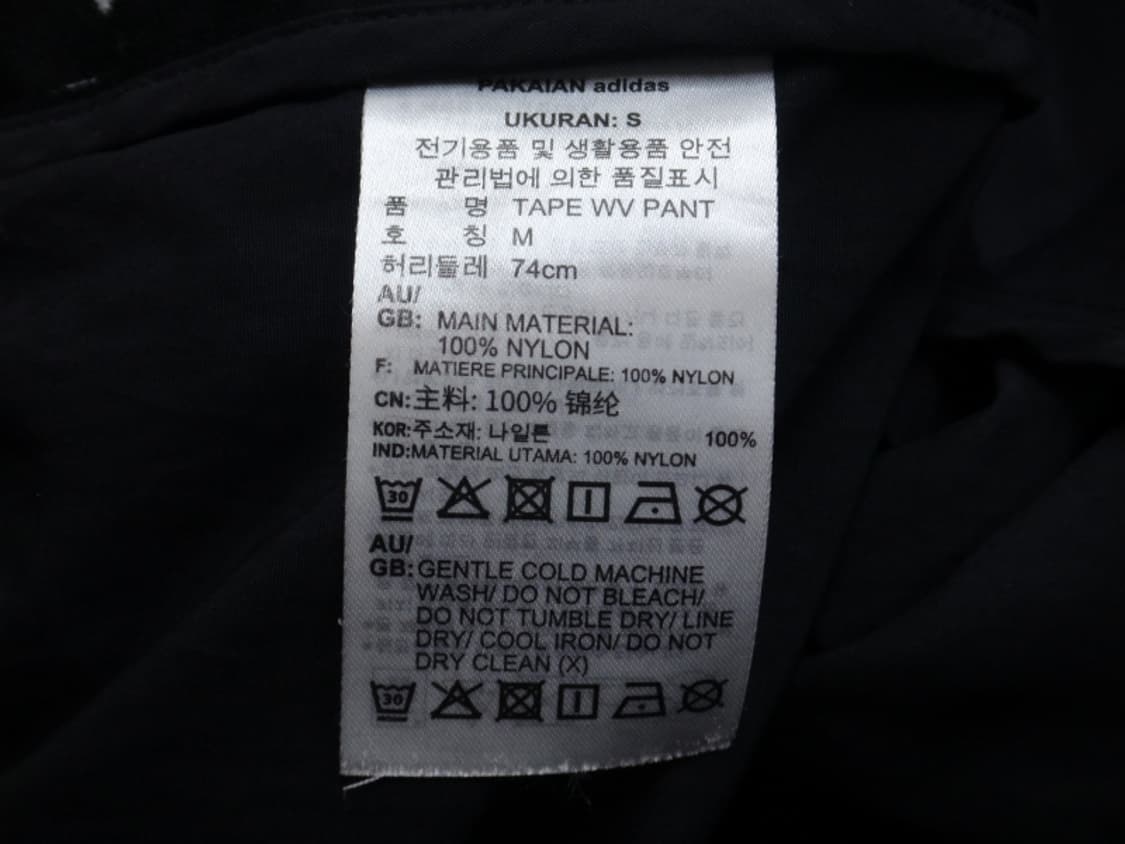 PAKAIAN adidas
UKURAN: S
전기용품 및 생활용품 안전
관리법에 의한 품질표시
품 명 TAPE WV PANT
호 칭 M
허리둘레 74cm
AU/
GB: MAIN MATERIAL:
100% NYLON
F: MATIERE PRINCIPALE: 100% NYLON
CN:主料: 100% 锦纶
KOR:주소재: 나일론 100%
IND:MATERIAL UTAMA: 100% NYLON
30
AU/
GB: GENTLE COLD MACHINE
WASH/ DO NOT BLEACH/
DO NOT TUMBLE DRY/ LINE
DRY/ COOL IRON/ DO NOT
DRY CLEAN (X)
30